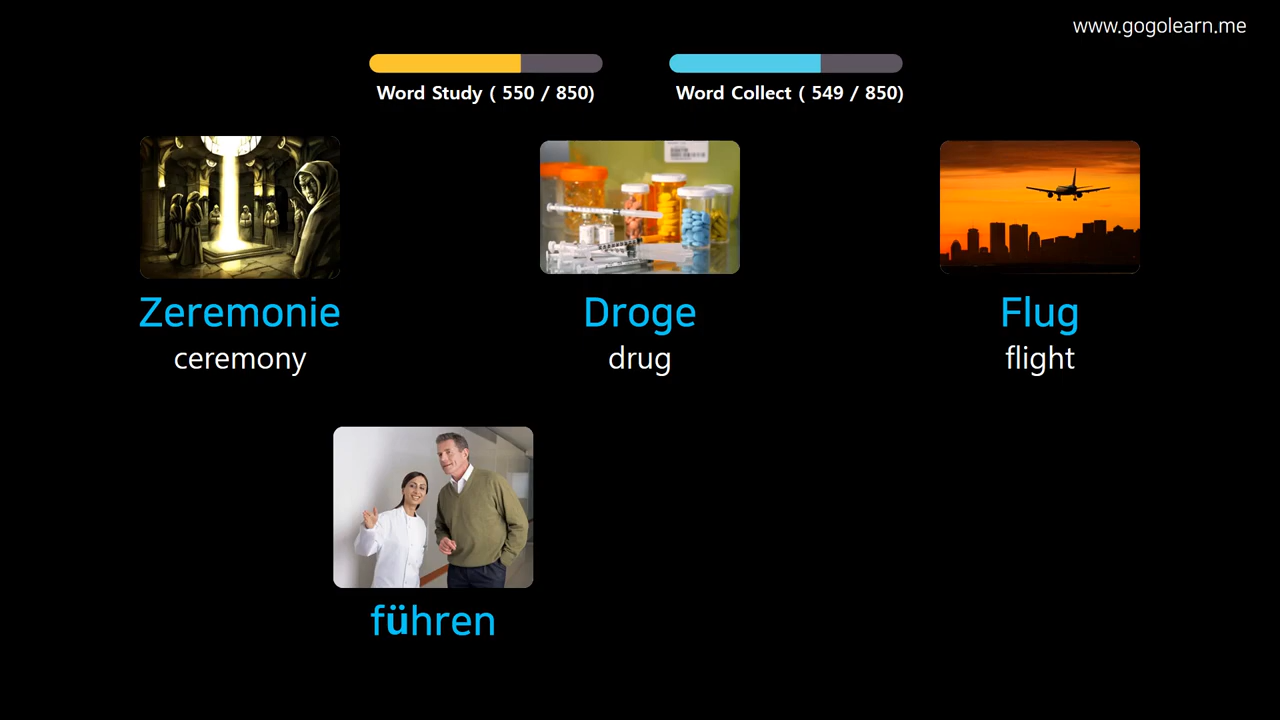 www.gogolearn.me
Word Study ( 550 / 850)
Word Collect ( 549 / 850)
Zeremonie
ceremony
Droge
drug
Flug
flight
führen